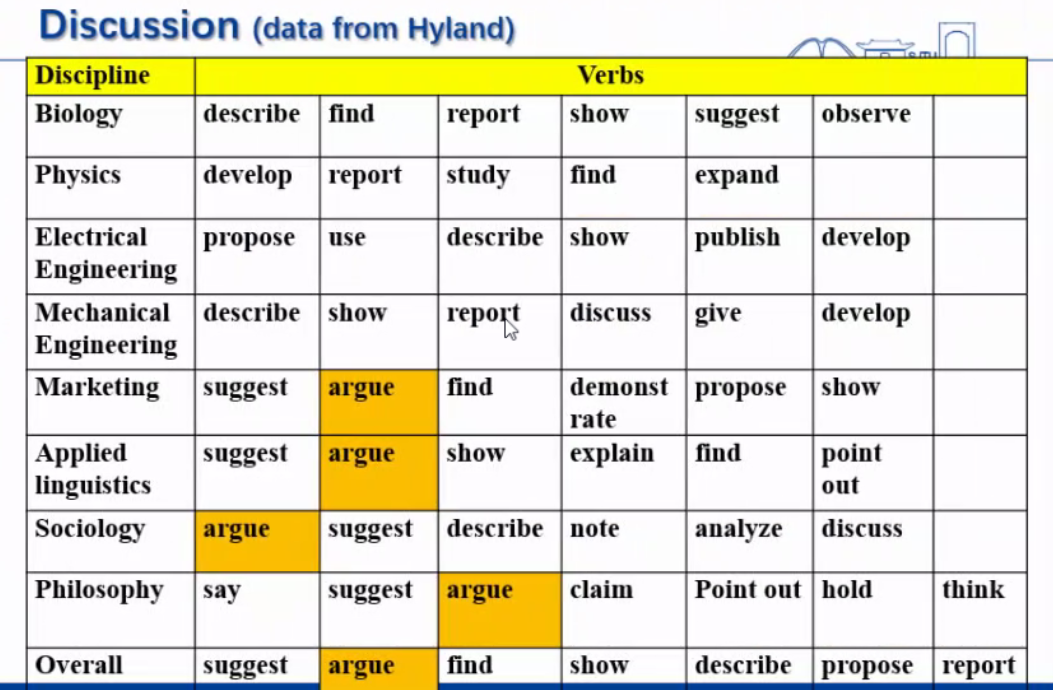 Discussion (data from Hyland)
Discipline Verbs
Biology describe find report show suggest observe
Physics develop report study find expand
Electrical Engineering propose use describe show publish develop
Mechanical Engineering describe show report discuss give develop
Marketing suggest argue find demonst rate propose show
Applied linguistics suggest argue show explain find point out
Sociology argue suggest describe note analyze discuss
Philosophy say suggest argue claim Point out hold think
Overall suggest argue find show describe propose report